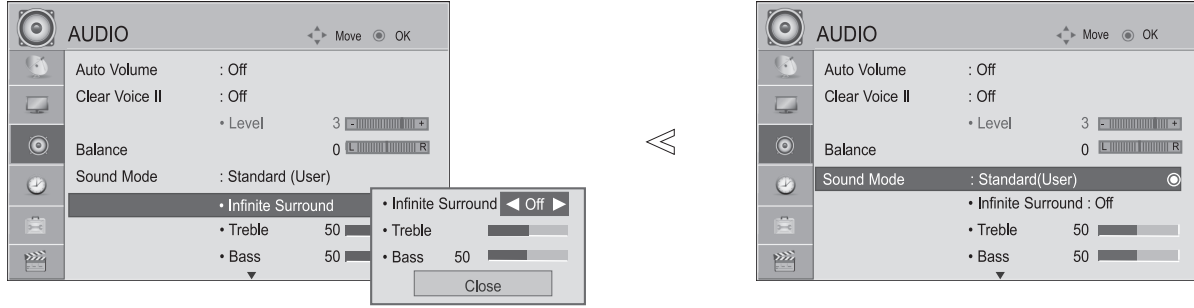 AUDIO Move OK
Auto Volume : Off
Clear Voice II : Off
• Level 3 - +
Balance 0 L R
Sound Mode : Standard (User)
• Infinite Surround
• Treble 50
• Bass 50
• Infinite Surround ◀ Off ▶
• Treble
• Bass 50
Close
AUDIO Move OK
Auto Volume : Off
Clear Voice II : Off
• Level 3 - +
Balance 0 L R
Sound Mode : Standard(User)
• Infinite Surround : Off
• Treble 50
• Bass 50